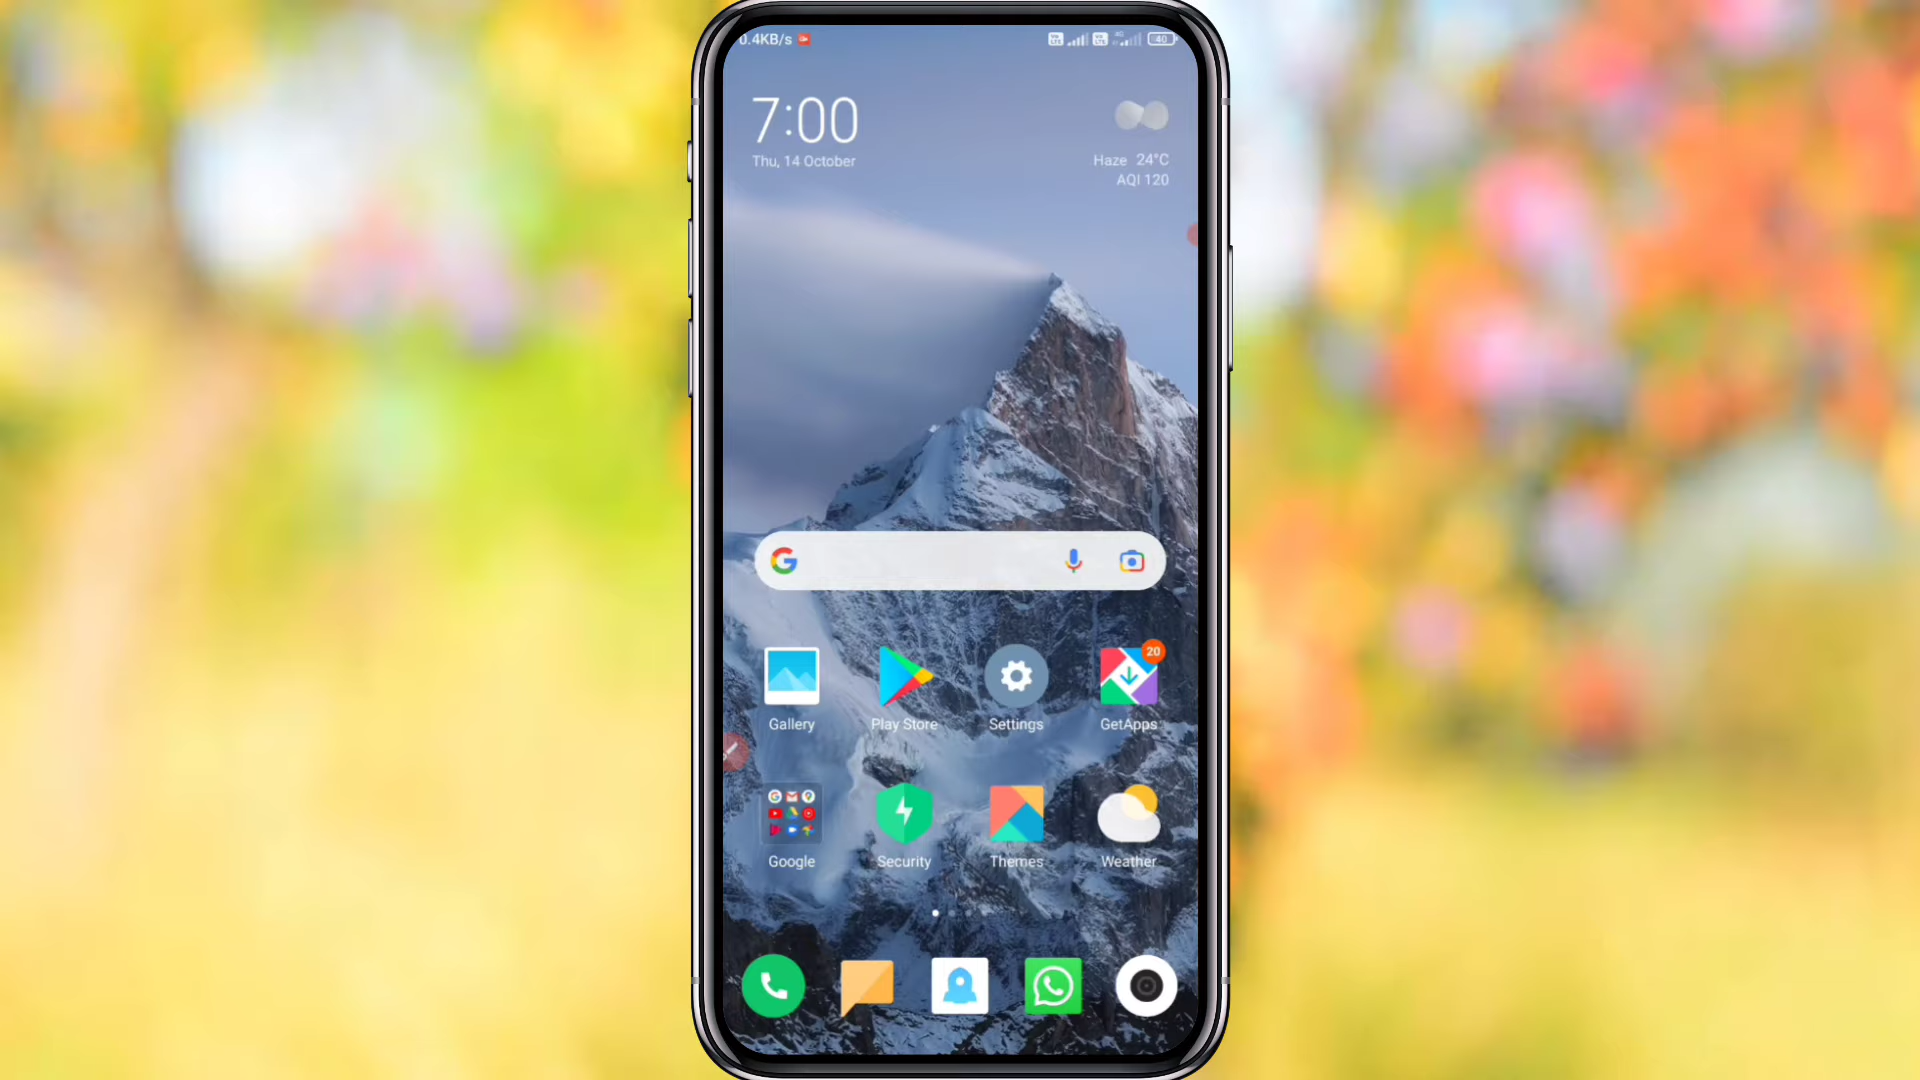 0.4KB/s
40
7:00
Thu, 14 October
Haze 24°C
AQI 120
G
20
Gallery
Play Store
Settings
GetApps
Google
Security
Themes
Weather